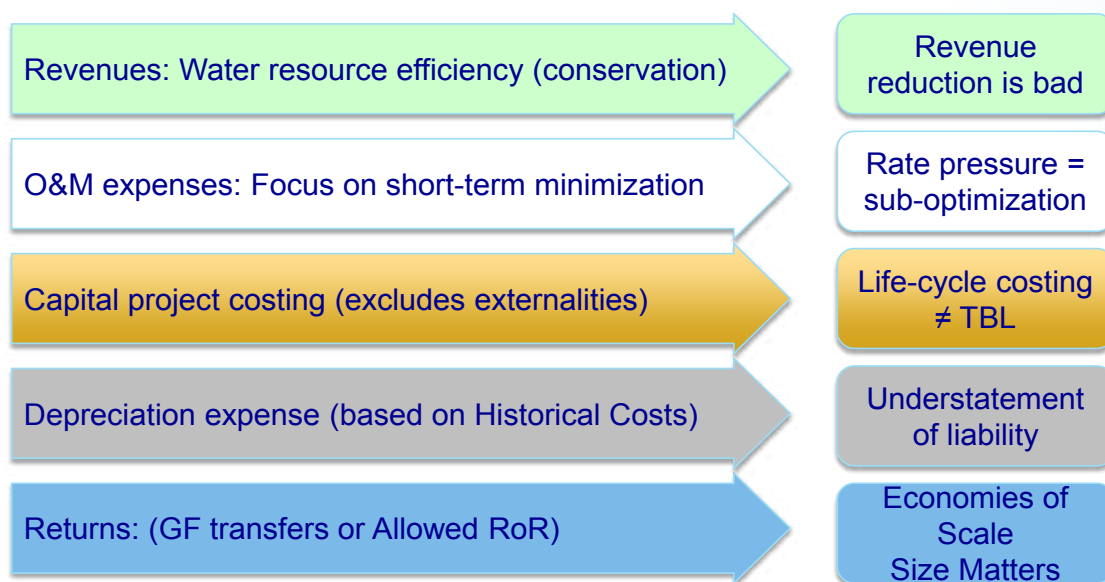 Revenues: Water resource efficiency (conservation)
Revenue
reduction is bad
O&M expenses: Focus on short-term minimization
Rate pressure =
sub-optimization
Capital project costing (excludes externalities)
Life-cycle costing
≠ TBL
Depreciation expense (based on Historical Costs)
Understatement
of liability
Returns: (GF transfers or Allowed RoR)
Economies of
Scale
Size Matters